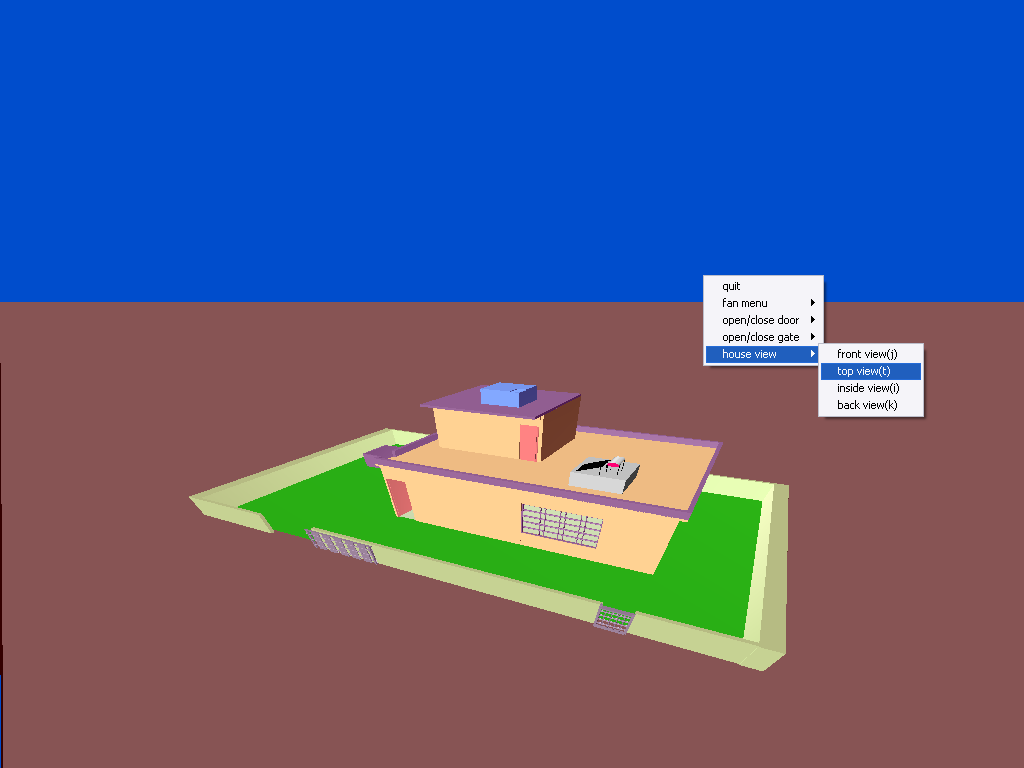 quit
fan menu
open/close door
open/close gate
house view
front view(j)
top view(t)
inside view(i)
back view(k)